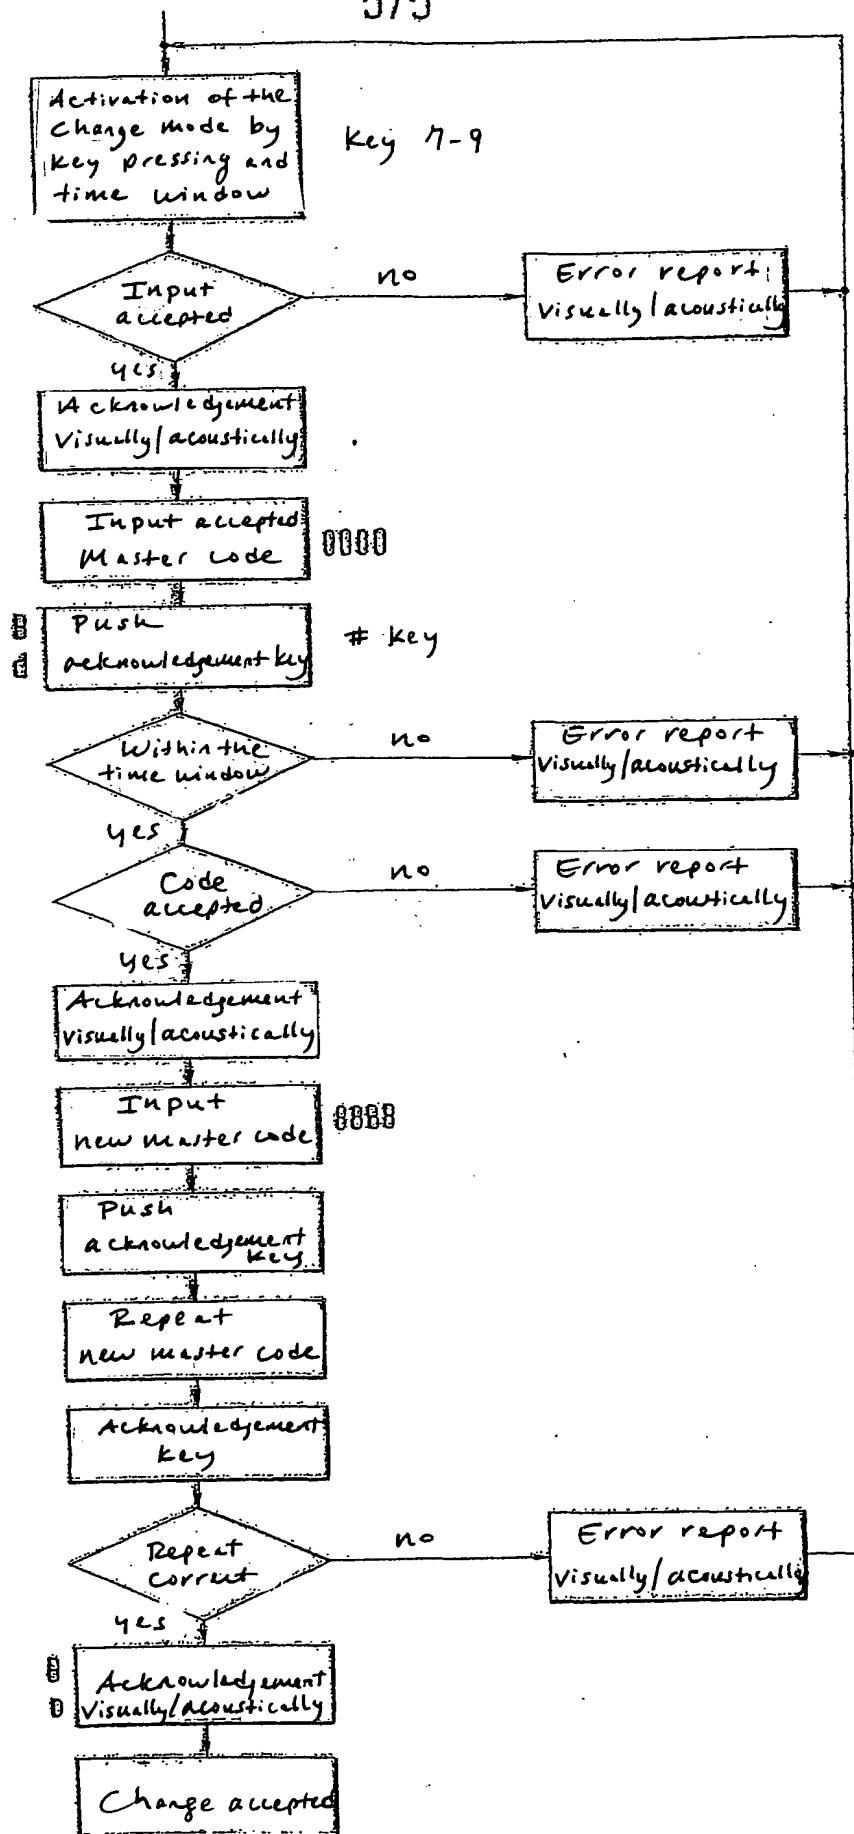 5/5
Activation of the
Change mode by
key pressing and
time window
Key 7-9
Input
accepted
no
Error report
visually/acoustically
yes
Acknowledgement
visually/acoustically
Input accepted
Master code
0000
Push
acknowledgement key
# key
Within the
time window
no
Error report
visually/acoustically
yes
Code
accepted
no
Error report
visually/acoustically
yes
Acknowledgement
visually/acoustically
Input
new master code
8888
Push
acknowledgement
key
Repeat
new master code
Acknowledgement
key
Repeat
correct
no
Error report
visually/acoustically
yes
Acknowledgement
visually/acoustically
Change accepted